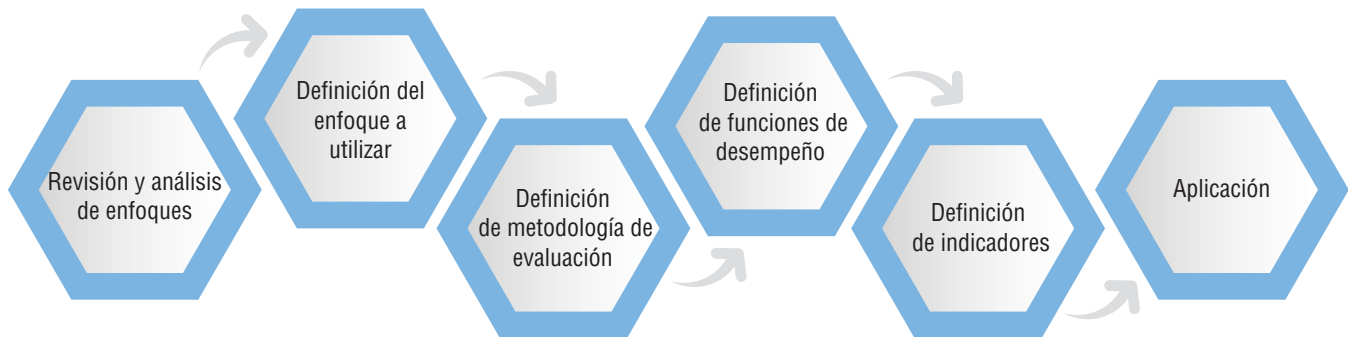 Revisión y análisis
de enfoques
Definición del
enfoque a
utilizar
Definición
de metodología de
evaluación
Definición
de funciones de
desempeño
Definición
de indicadores
Aplicación